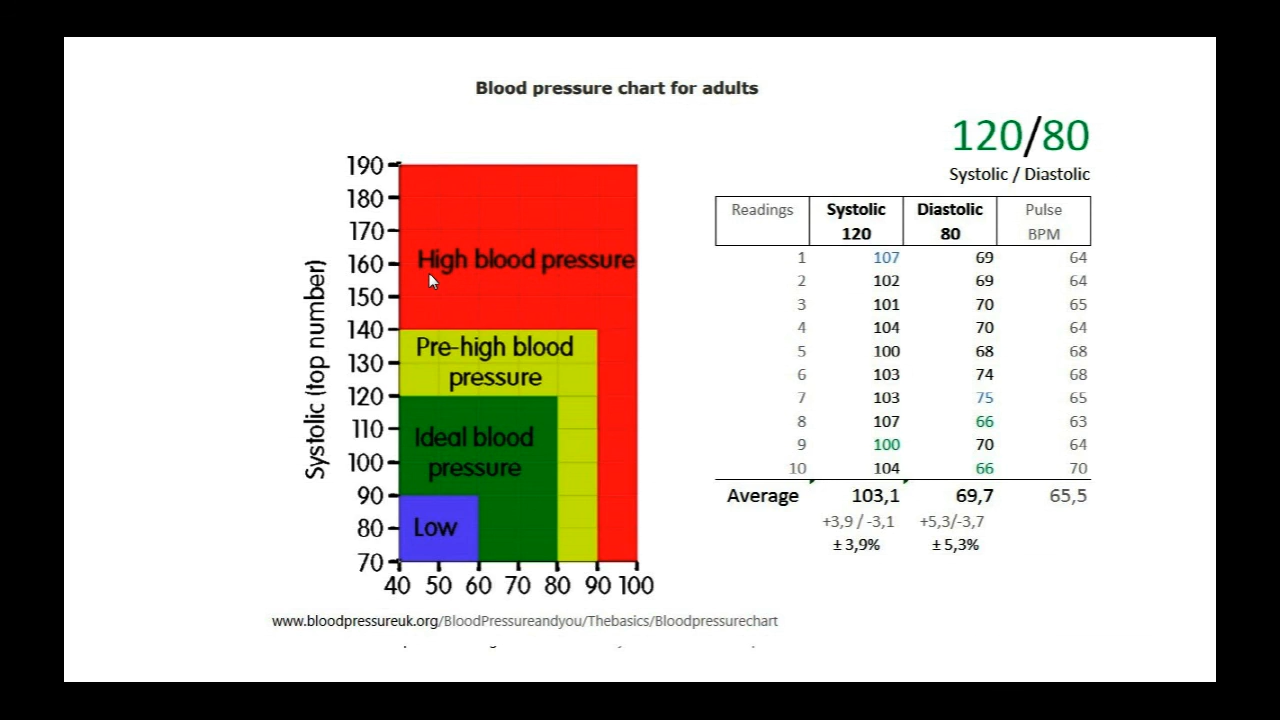 Blood pressure chart for adults
120/80
Systolic / Diastolic
190
180
170
160
150
140
130
120
110
100
90
80
70
Systolic (top number)
High blood pressure
Pre-high blood
pressure
Ideal blood
pressure
Low
40 50 60 70 80 90 100
www.bloodpressureuk.org/BloodPressureandyou/Thebasics/Bloodpressurechart
Readings Systolic Diastolic Pulse
120 80 BPM
1 107 69 64
2 102 69 64
3 101 70 65
4 104 70 64
5 100 68 68
6 103 74 68
7 103 75 65
8 107 66 63
9 100 70 64
10 104 66 70
Average 103,1 69,7 65,5
+3,9 / -3,1 +5,3/-3,7
± 3,9% ± 5,3%